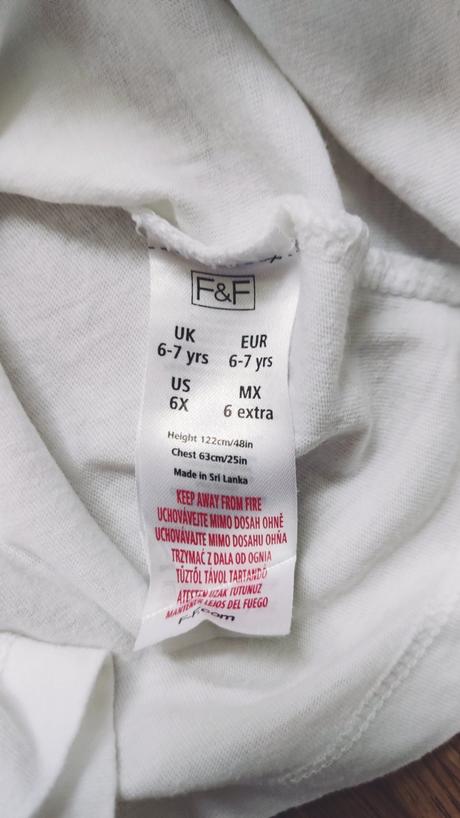 F&F
UK EUR
6-7 yrs 6-7 yrs
US MX
6X 6 extra
Height 122cm/48in
Chest 63cm/25in
Made in Sri Lanka
KEEP AWAY FROM FIRE
UCHOVÁVEJTE MIMO DOSAH OHNĚ
UCHOVÁVAJTE MIMO DOSAHU OHŇA
TRZYMAĆ Z DALA OD OGNIA
TŰZTŐL TÁVOL TARTANDÓ
ATEŞTEN UZAK TUTUNUZ
MANTENER LEJOS DEL FUEGO